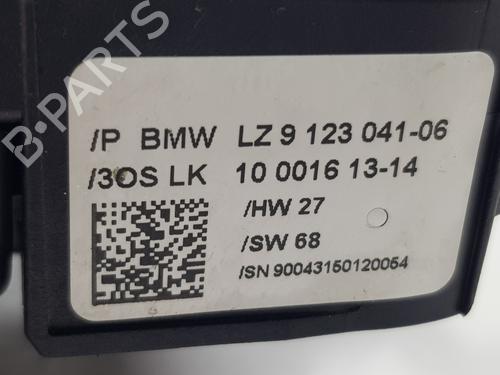 /P BMW LZ 9 123 041-06
/3OS LK 10 0016 13-14
/HW 27
/SW 68
/SN 90043150120054
B-PARTS